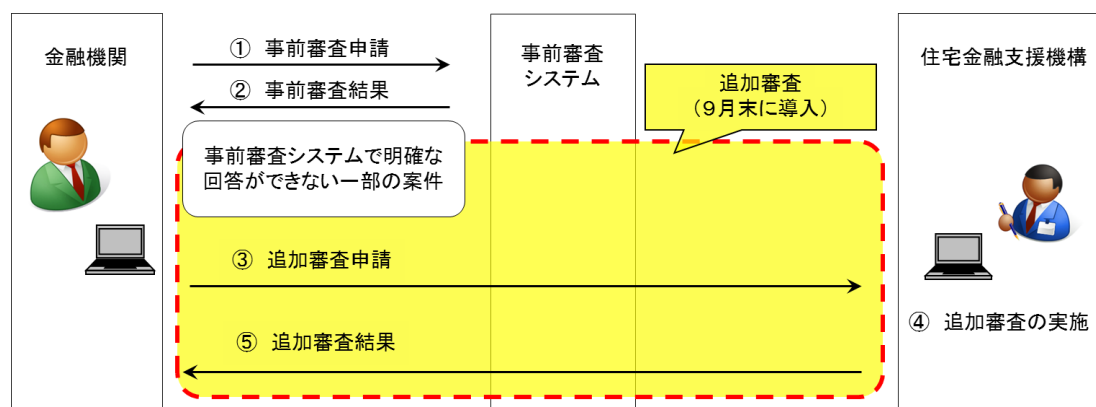 金融機関
① 事前審査申請
② 事前審査結果
事前審査
システム
追加審査
（9月末に導入）
住宅金融支援機構
事前審査システムで明確な
回答ができない一部の案件
③ 追加審査申請
④ 追加審査の実施
⑤ 追加審査結果